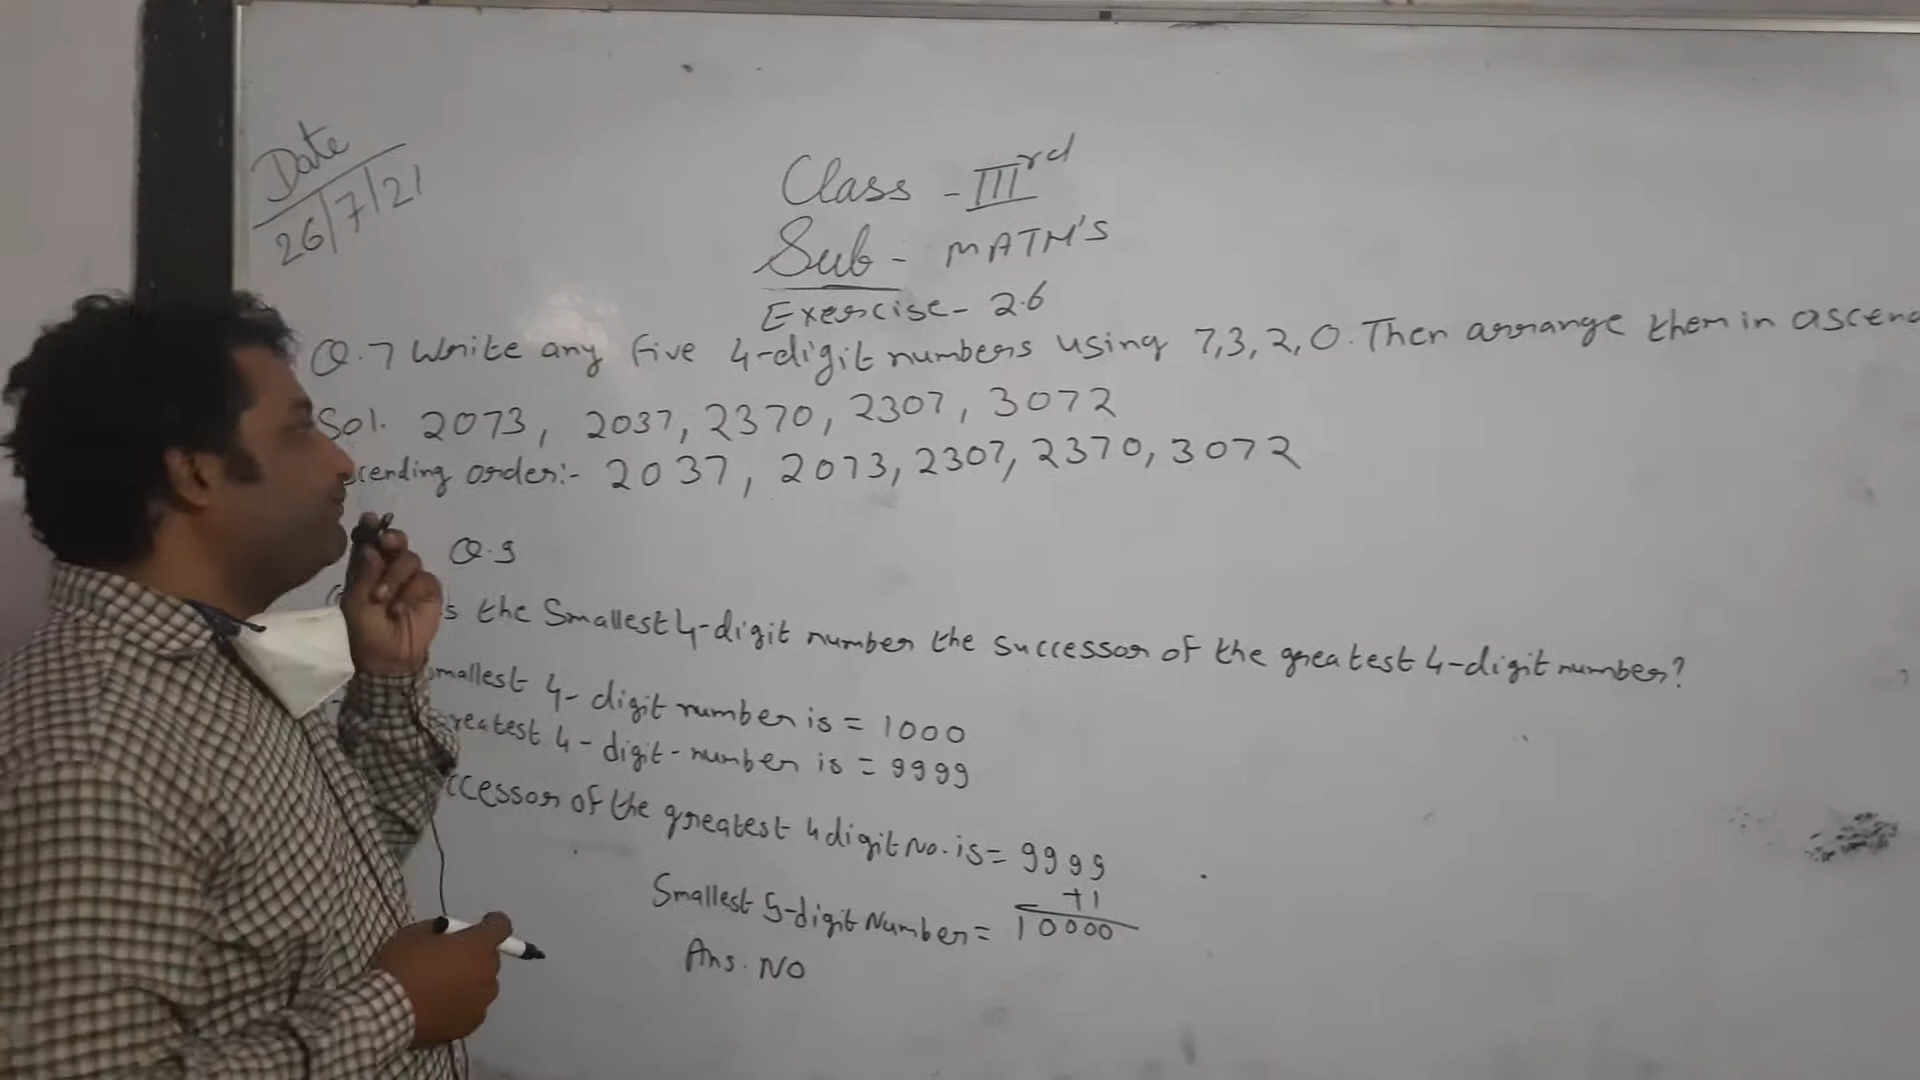 Date
26/7/21
Class - IIIrd
Sub - MATH'S
Exercise - 2.6
Q.7 Write any five 4-digit numbers using 7,3,2,0. Then arrange them in ascen
Sol. 2073, 2037, 2370, 2307, 3072
cending order:- 2037, 2073, 2307, 2370, 3072
Q.9
s the Smallest 4-digit number the successor of the greatest 4-digit number?
mallest 4-digit number is = 1000
reatest 4-digit-number is = 9999
ccessor of the greatest 4 digit No. is = 9999
+1
Smallest 5-digit Number = 10000
Ans. NO